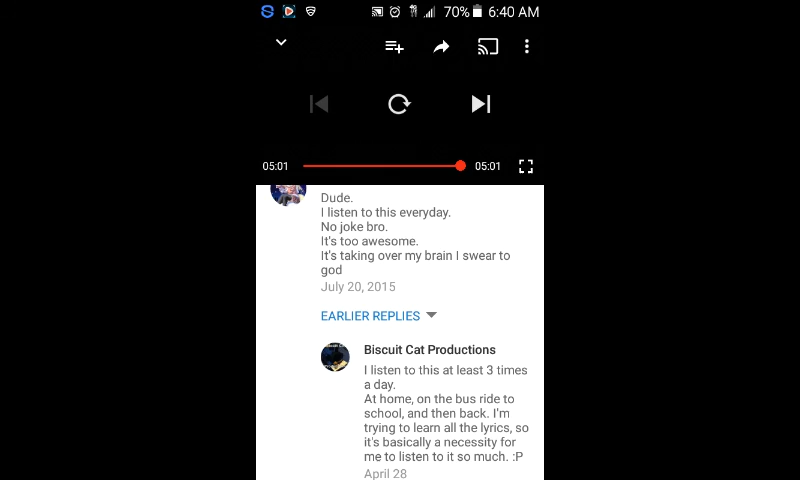 70% 6:40 AM
05:01 05:01
Dude.
I listen to this everyday.
No joke bro.
It's too awesome.
It's taking over my brain I swear to
god
July 20, 2015
EARLIER REPLIES
Biscuit Cat Productions
I listen to this at least 3 times
a day.
At home, on the bus ride to
school, and then back. I'm
trying to learn all the lyrics, so
it's basically a necessity for
me to listen to it so much. :P
April 28